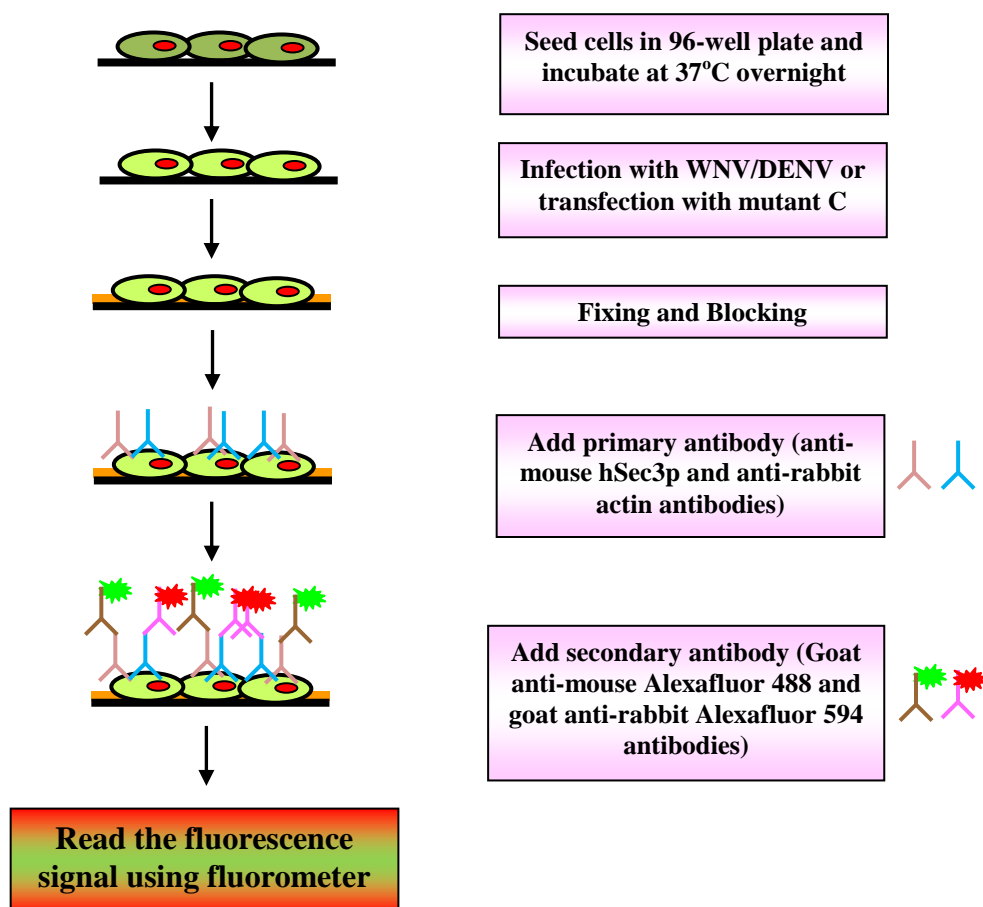 Seed cells in 96-well plate and
incubate at 37°C overnight
Infection with WNV/DENV or
transfection with mutant C
Fixing and Blocking
Add primary antibody (anti-
mouse hSec3p and anti-rabbit
actin antibodies)
Add secondary antibody (Goat
anti-mouse Alexafluor 488 and
goat anti-rabbit Alexafluor 594
antibodies)
Read the fluorescence
signal using fluorometer